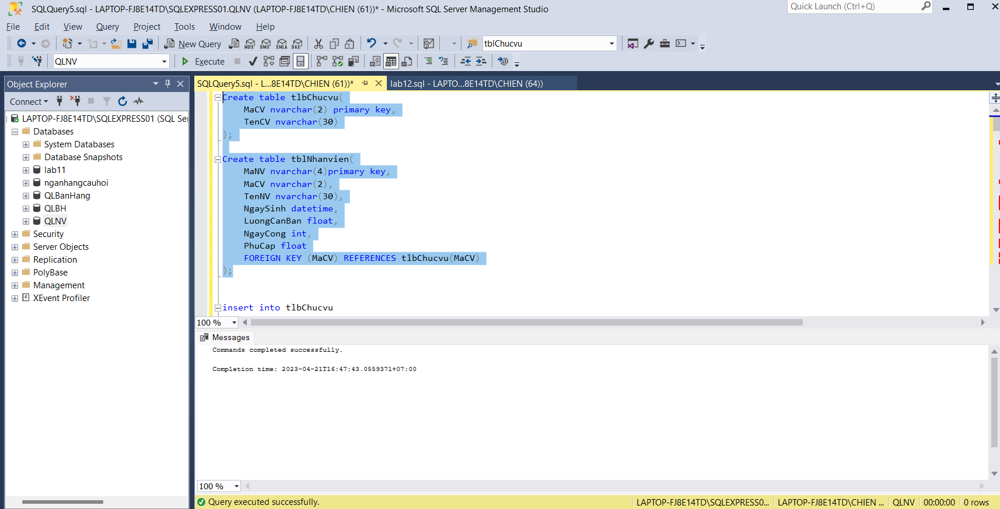 SQLQuery5.sql - LAPTOP-FJ8E14TD\SQLEXPRESS01.QLNV (LAPTOP-FJ8E14TD\CHIEN (61))* - Microsoft SQL Server Management Studio
Quick Launch (Ctrl+Q)
File Edit View Query Project Tools Window Help
New Query MDX DMX XMLA DAX tblChucvu
QLNV Execute
Object Explorer
Connect
LAPTOP-FJ8E14TD\SQLEXPRESS01 (SQL Se
Databases
System Databases
Database Snapshots
lab11
nganhangcauhoi
QLBanHang
QLBH
QLNV
Security
Server Objects
Replication
PolyBase
Management
XEvent Profiler
SQLQuery5.sql - L...8E14TD\CHIEN (61))* lab12.sql - LAPTO...8E14TD\CHIEN (64))
Create table tlbChucvu(
MaCV nvarchar(2) primary key,
TenCV nvarchar(30)
);
Create table tblNhanvien(
MaNV nvarchar(4)primary key,
MaCV nvarchar(2),
TenNV nvarchar(30),
NgaySinh datetime,
LuongCanBan float,
NgayCong int,
PhuCap float
FOREIGN KEY (MaCV) REFERENCES tlbChucvu(MaCV)
);
insert into tlbChucvu
100 %
Messages
Commands completed successfully.
Completion time: 2023-04-21T16:47:43.0559371+07:00
100 %
Query executed successfully. LAPTOP-FJ8E14TD\SQLEXPRESS0... LAPTOP-FJ8E14TD\CHIEN ... QLNV 00:00:00 0 rows